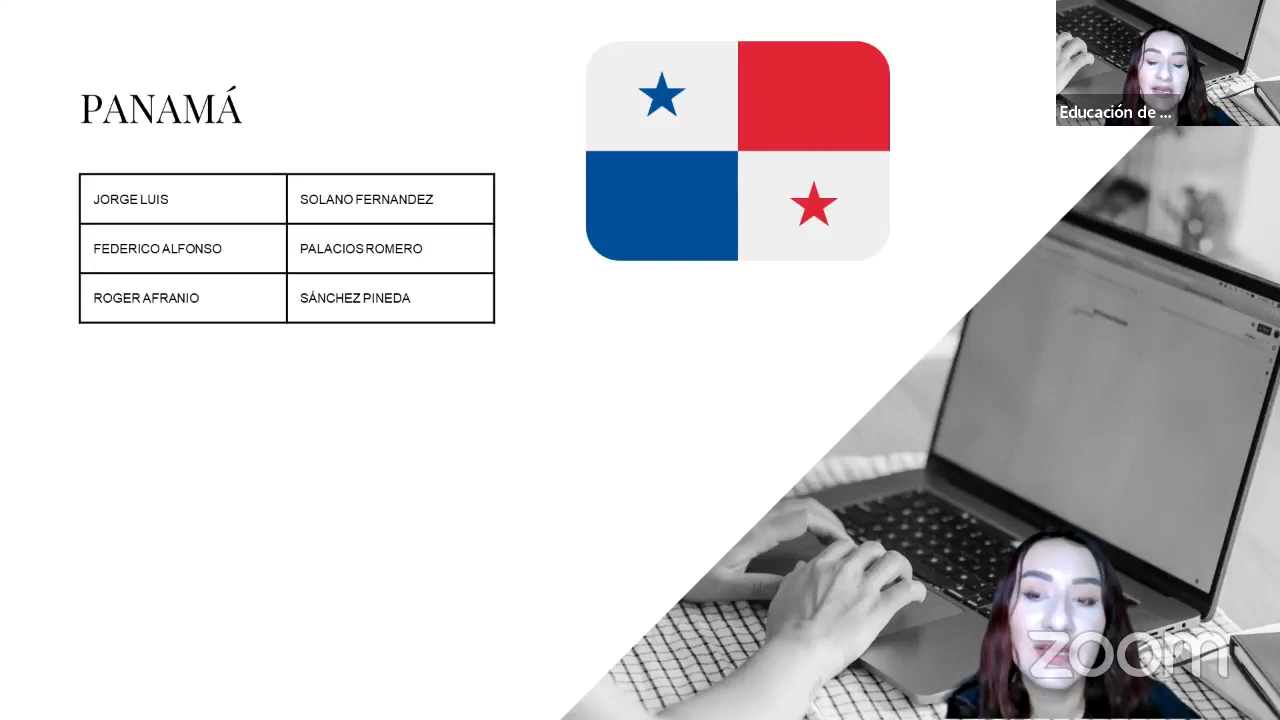 PANAMÁ
JORGE LUIS SOLANO FERNANDEZ
FEDERICO ALFONSO PALACIOS ROMERO
ROGER AFRANIO SÁNCHEZ PINEDA
Educación de ...
zoom